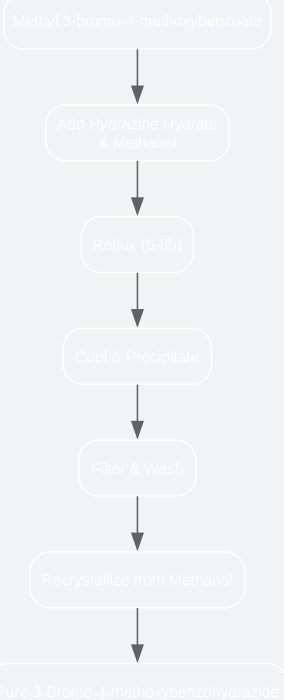 Methyl 3-bromo-4-methoxybenzoate
Add Hydrazine Hydrate
& Methanol
Reflux (6-8h)
Cool & Precipitate
Filter & Wash
Recrystallize from Methanol
Pure 3-Bromo-4-methoxybenzohydrazide